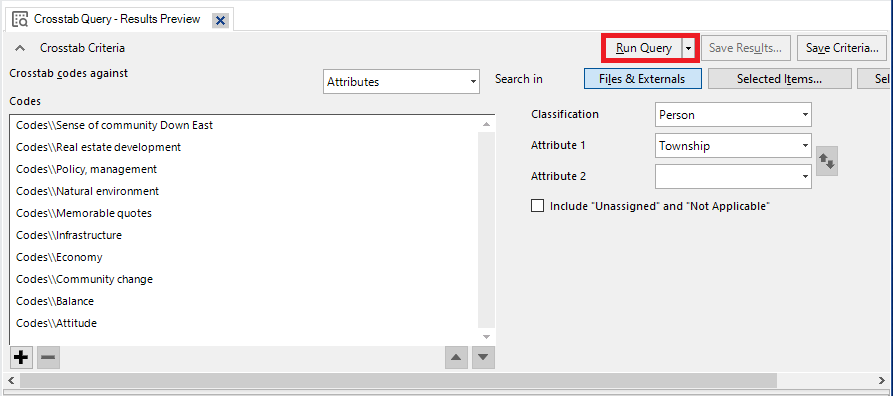 Crosstab Query - Results Preview
Crosstab Criteria
Run Query
Save Results...
Save Criteria...
Crosstab codes against
Attributes
Search in
Files & Externals
Selected Items...
Sel
Codes
Codes\\Sense of community Down East
Codes\\Real estate development
Codes\\Policy, management
Codes\\Natural environment
Codes\\Memorable quotes
Codes\\Infrastructure
Codes\\Economy
Codes\\Community change
Codes\\Balance
Codes\\Attitude
Classification
Person
Attribute 1
Township
Attribute 2
Include "Unassigned" and "Not Applicable"